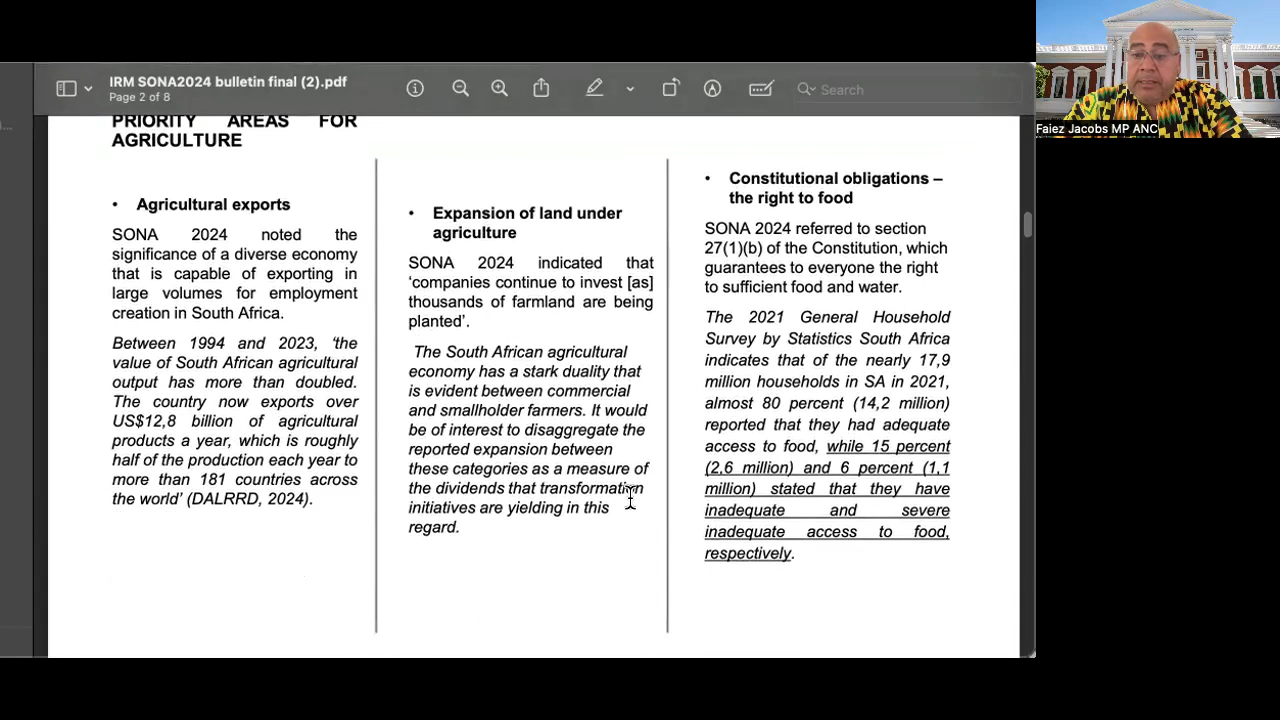 IRM SONA2024 bulletin final (2).pdf
Page 2 of 8
Search
Faiez Jacobs MP ANC
PRIORITY AREAS FOR
AGRICULTURE
• Agricultural exports
SONA 2024 noted the
significance of a diverse economy
that is capable of exporting in
large volumes for employment
creation in South Africa.
Between 1994 and 2023, 'the
value of South African agricultural
output has more than doubled.
The country now exports over
US$12,8 billion of agricultural
products a year, which is roughly
half of the production each year to
more than 181 countries across
the world' (DALRRD, 2024).
• Expansion of land under
agriculture
SONA 2024 indicated that
'companies continue to invest [as]
thousands of farmland are being
planted'.
The South African agricultural
economy has a stark duality that
is evident between commercial
and smallholder farmers. It would
be of interest to disaggregate the
reported expansion between
these categories as a measure of
the dividends that transformation
initiatives are yielding in this
regard.
• Constitutional obligations –
the right to food
SONA 2024 referred to section
27(1)(b) of the Constitution, which
guarantees to everyone the right
to sufficient food and water.
The 2021 General Household
Survey by Statistics South Africa
indicates that of the nearly 17,9
million households in SA in 2021,
almost 80 percent (14,2 million)
reported that they had adequate
access to food, while 15 percent
(2,6 million) and 6 percent (1,1
million) stated that they have
inadequate and severe
inadequate access to food,
respectively.